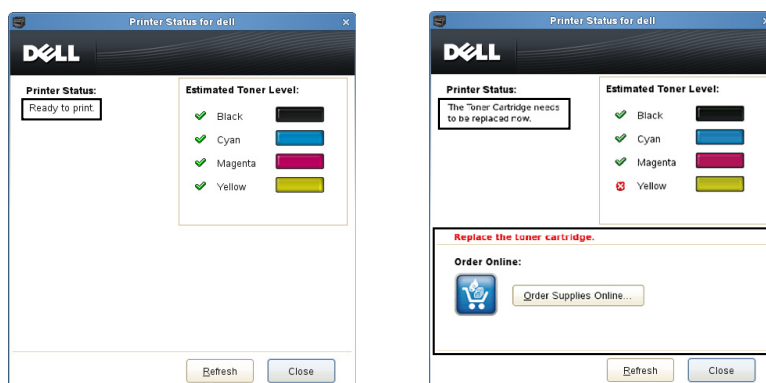 Printer Status for dell
DELL
Printer Status:
Ready to print.
Estimated Toner Level:
Black
Cyan
Magenta
Yellow
Refresh
Close
Printer Status for dell
DELL
Printer Status:
The Toner Cartridge needs
to be replaced now.
Estimated Toner Level:
Black
Cyan
Magenta
Yellow
Replace the toner cartridge.
Order Online:
Order Supplies Online...
Refresh
Close